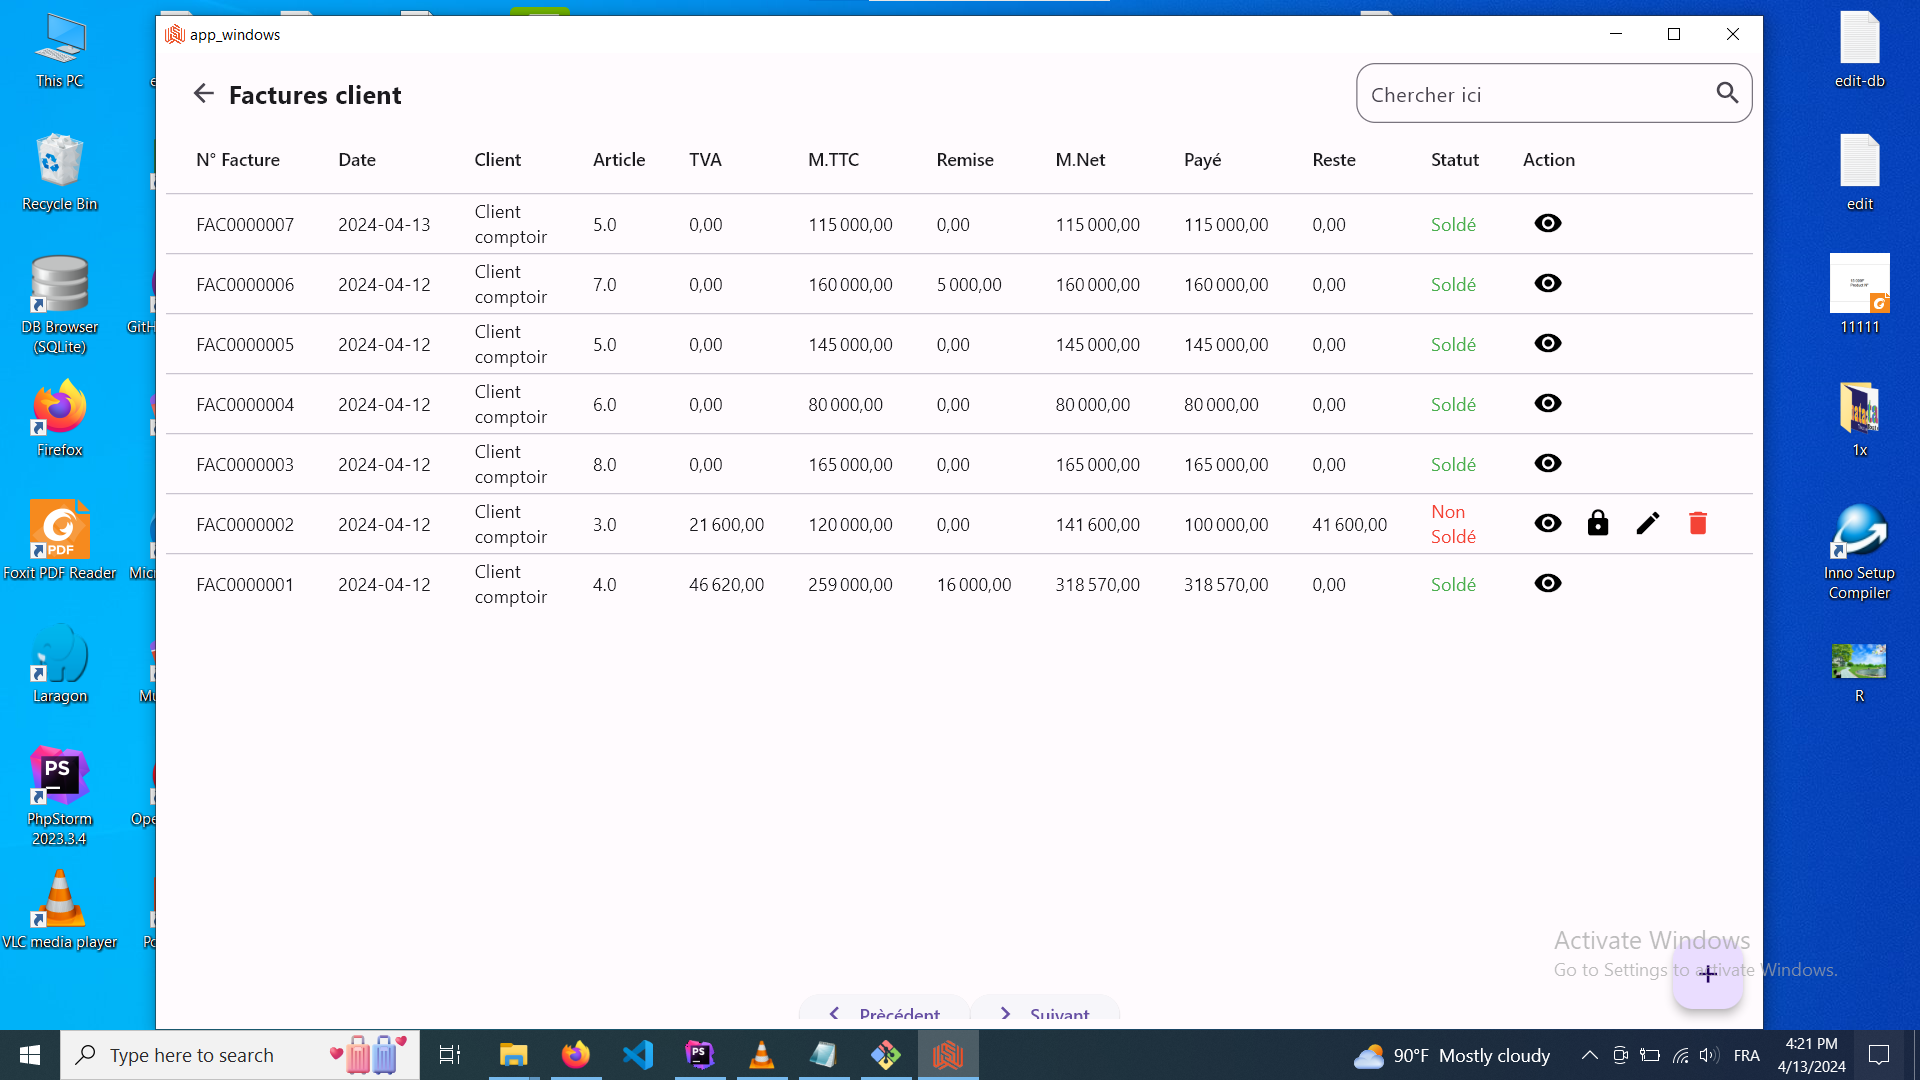 app_windows
Factures client
Chercher ici
N° Facture Date Client Article TVA M.TTC Remise M.Net Payé Reste Statut Action
FAC0000007 2024-04-13 Client comptoir 5.0 0,00 115 000,00 0,00 115 000,00 115 000,00 0,00 Soldé
FAC0000006 2024-04-12 Client comptoir 7.0 0,00 160 000,00 5 000,00 160 000,00 160 000,00 0,00 Soldé
FAC0000005 2024-04-12 Client comptoir 5.0 0,00 145 000,00 0,00 145 000,00 145 000,00 0,00 Soldé
FAC0000004 2024-04-12 Client comptoir 6.0 0,00 80 000,00 0,00 80 000,00 80 000,00 0,00 Soldé
FAC0000003 2024-04-12 Client comptoir 8.0 0,00 165 000,00 0,00 165 000,00 165 000,00 0,00 Soldé
FAC0000002 2024-04-12 Client comptoir 3.0 21 600,00 120 000,00 0,00 141 600,00 100 000,00 41 600,00 Non Soldé
FAC0000001 2024-04-12 Client comptoir 4.0 46 620,00 259 000,00 16 000,00 318 570,00 318 570,00 0,00 Soldé
Prècédent Suivant
Activate Windows
Go to Settings to activate Windows.
This PC
Recycle Bin
DB Browser
(SQLite)
Firefox
PDF
Foxit PDF Reader
Laragon
PS
PhpStorm
2023.3.4
VLC media player
edit-db
edit
11111
1x
Inno Setup
Compiler
R
Type here to search
90°F Mostly cloudy
FRA
4:21 PM
4/13/2024